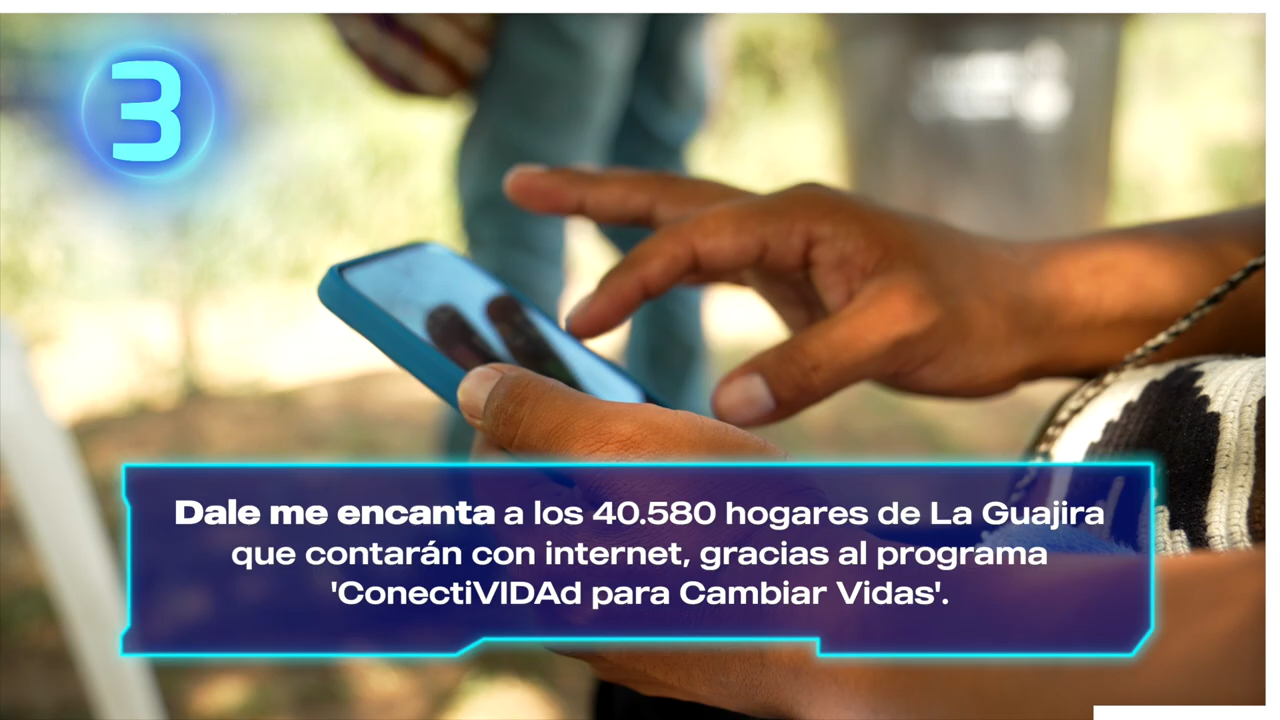 3
Dale me encanta a los 40.580 hogares de La Guajira
que contarán con internet, gracias al programa
'ConectiVIDAd para Cambiar Vidas'.